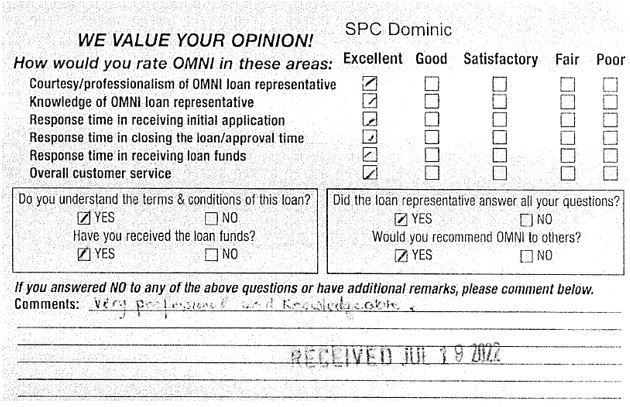 SPC Dominic
WE VALUE YOUR OPINION!
How would you rate OMNI in these areas: Excellent Good Satisfactory Fair Poor
Courtesy/professionalism of OMNI loan representative
Knowledge of OMNI loan representative
Response time in receiving initial application
Response time in closing the loan/approval time
Response time in receiving loan funds
Overall customer service
Do you understand the terms & conditions of this loan?
YES NO
Have you received the loan funds?
YES NO
Did the loan representative answer all your questions?
YES NO
Would you recommend OMNI to others?
YES NO
If you answered NO to any of the above questions or have additional remarks, please comment below.
Comments: Very professional and knowledgeable.
RECEIVED JUL 19 2022